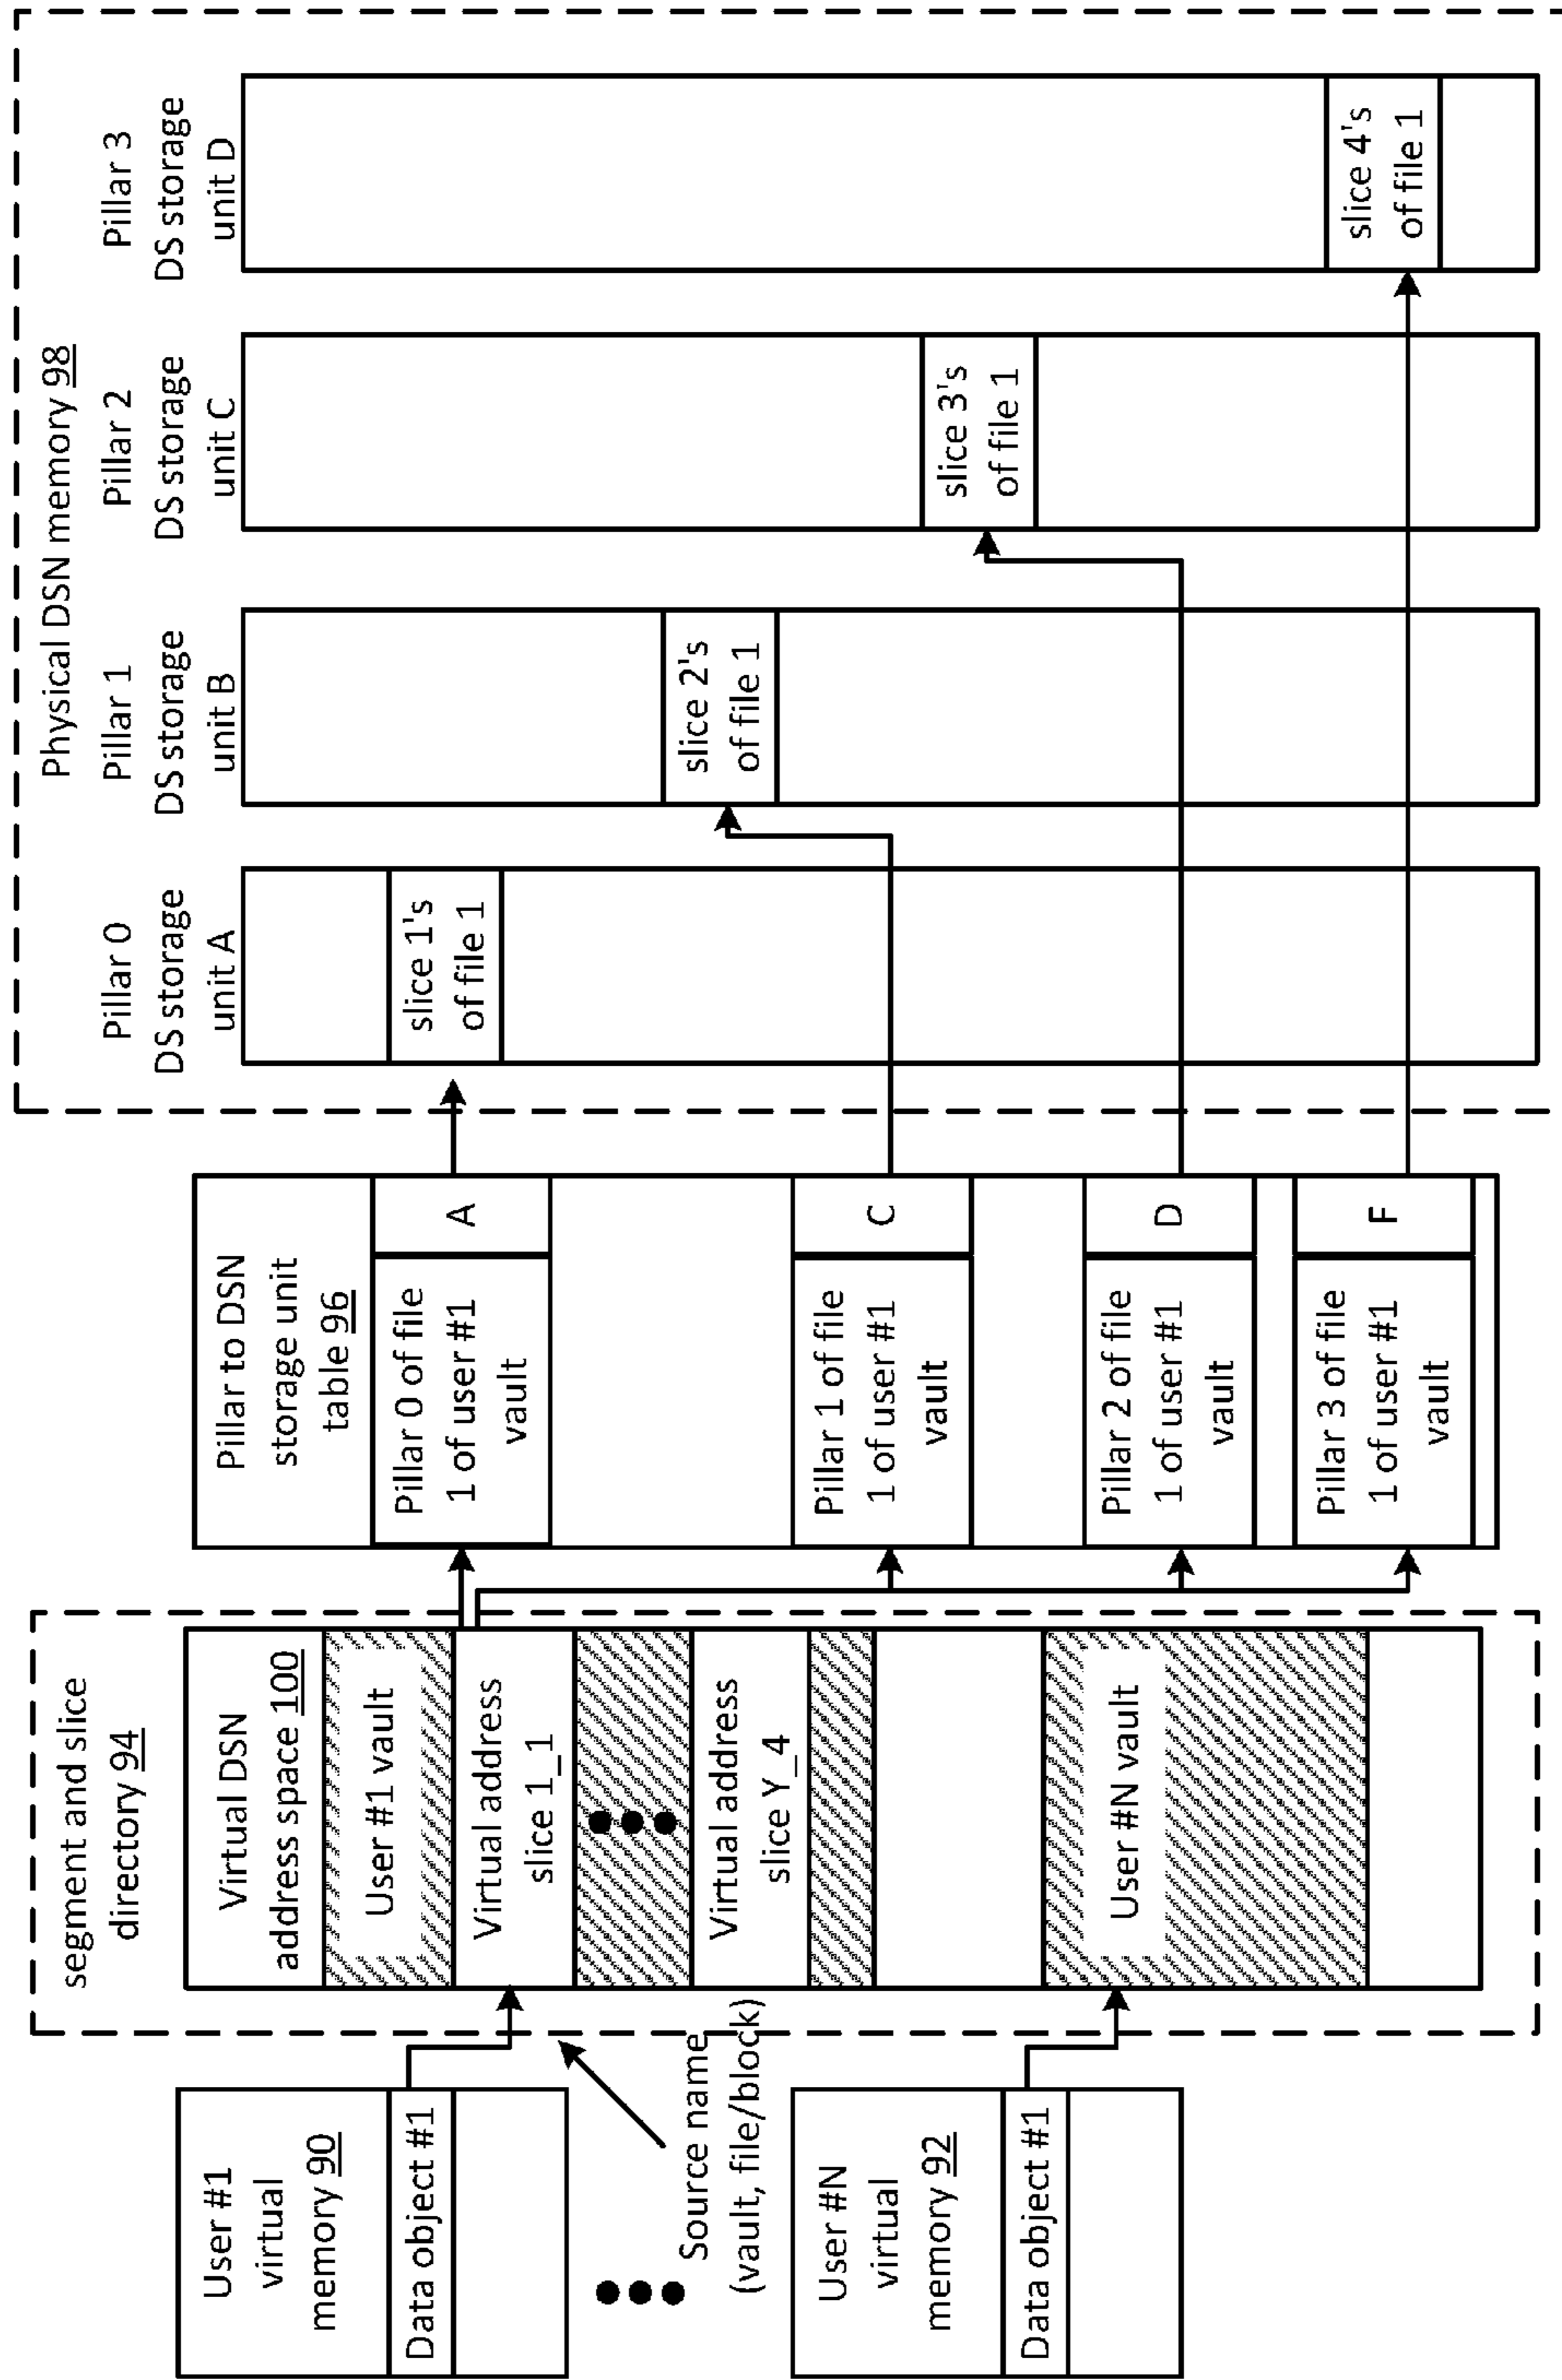 User #1
virtual
memory 90
Data object #1
Source name
(vault, file/block)
User #N
virtual
memory 92
Data object #1
segment and slice
directory 94
Virtual DSN
address space 100
User #1 vault
Virtual address
slice 1_1
Virtual address
slice Y_4
User #N vault
Pillar to DSN
storage unit
table 96
Pillar 0 of file
1 of user #1
vault
A
Pillar 1 of file
1 of user #1
vault
C
Pillar 2 of file
1 of user #1
vault
D
Pillar 3 of file
1 of user #1
vault
F
Physical DSN memory 98
Pillar 0
DS storage
unit A
slice 1's
of file 1
Pillar 1
DS storage
unit B
slice 2's
of file 1
Pillar 2
DS storage
unit C
slice 3's
of file 1
Pillar 3
DS storage
unit D
slice 4's
of file 1